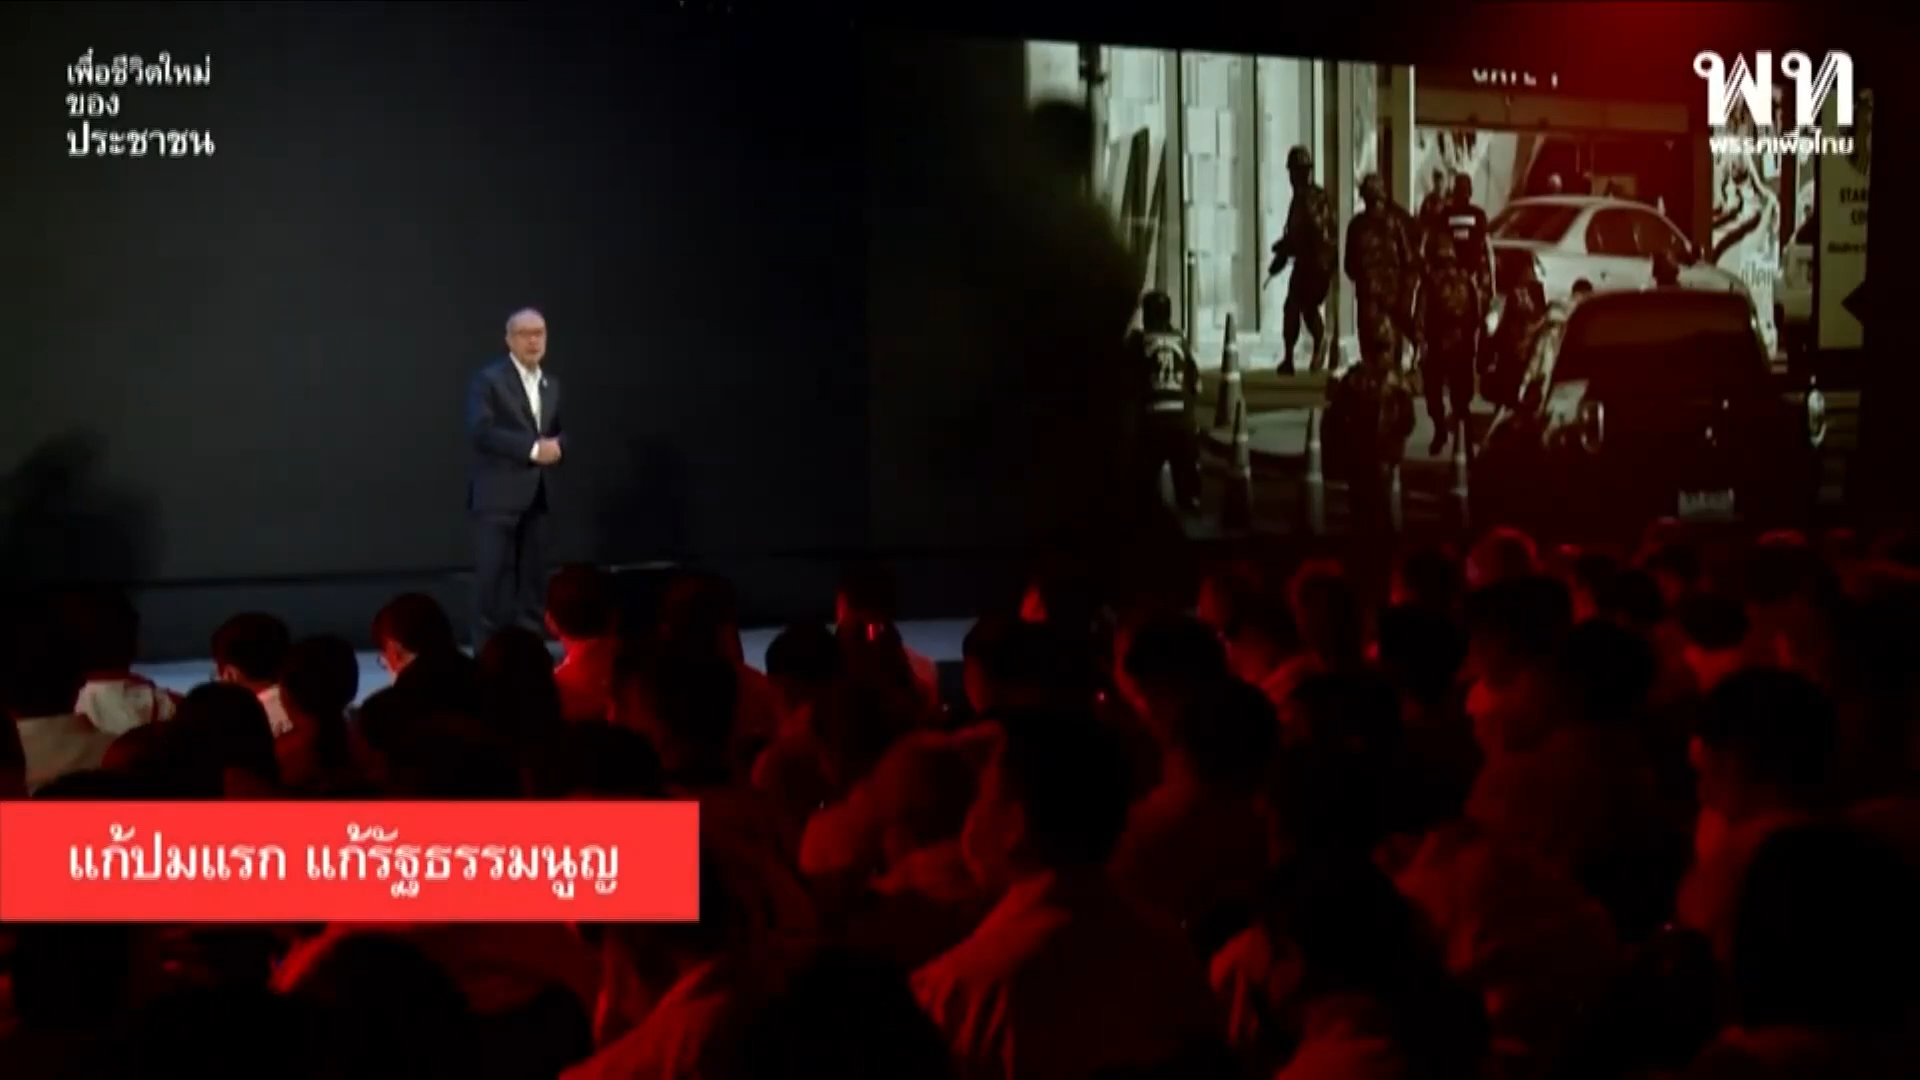 เพื่อชีวิตใหม่
ของ
ประชาชน
พท
พรรคเพื่อไทย
แก้ปมแรก แก้รัฐธรรมนูญ